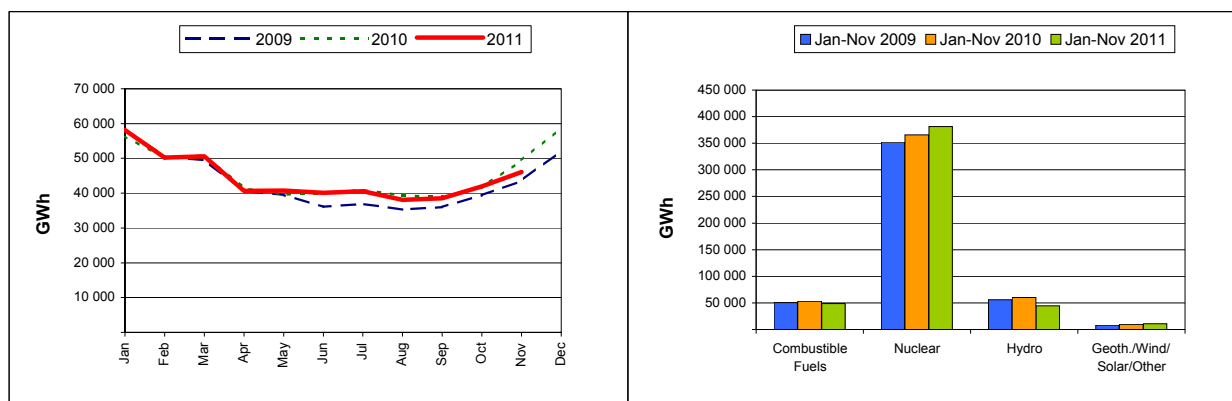 2009 2010 2011
70 000
60 000
50 000
40 000
30 000
20 000
10 000
GWh
Jan Feb Mar Apr May Jun Jul Aug Sep Oct Nov Dec
Jan-Nov 2009 Jan-Nov 2010 Jan-Nov 2011
450 000
400 000
350 000
300 000
250 000
200 000
150 000
100 000
50 000
GWh
Combustible Fuels
Nuclear
Hydro
Geoth./Wind/
Solar/Other